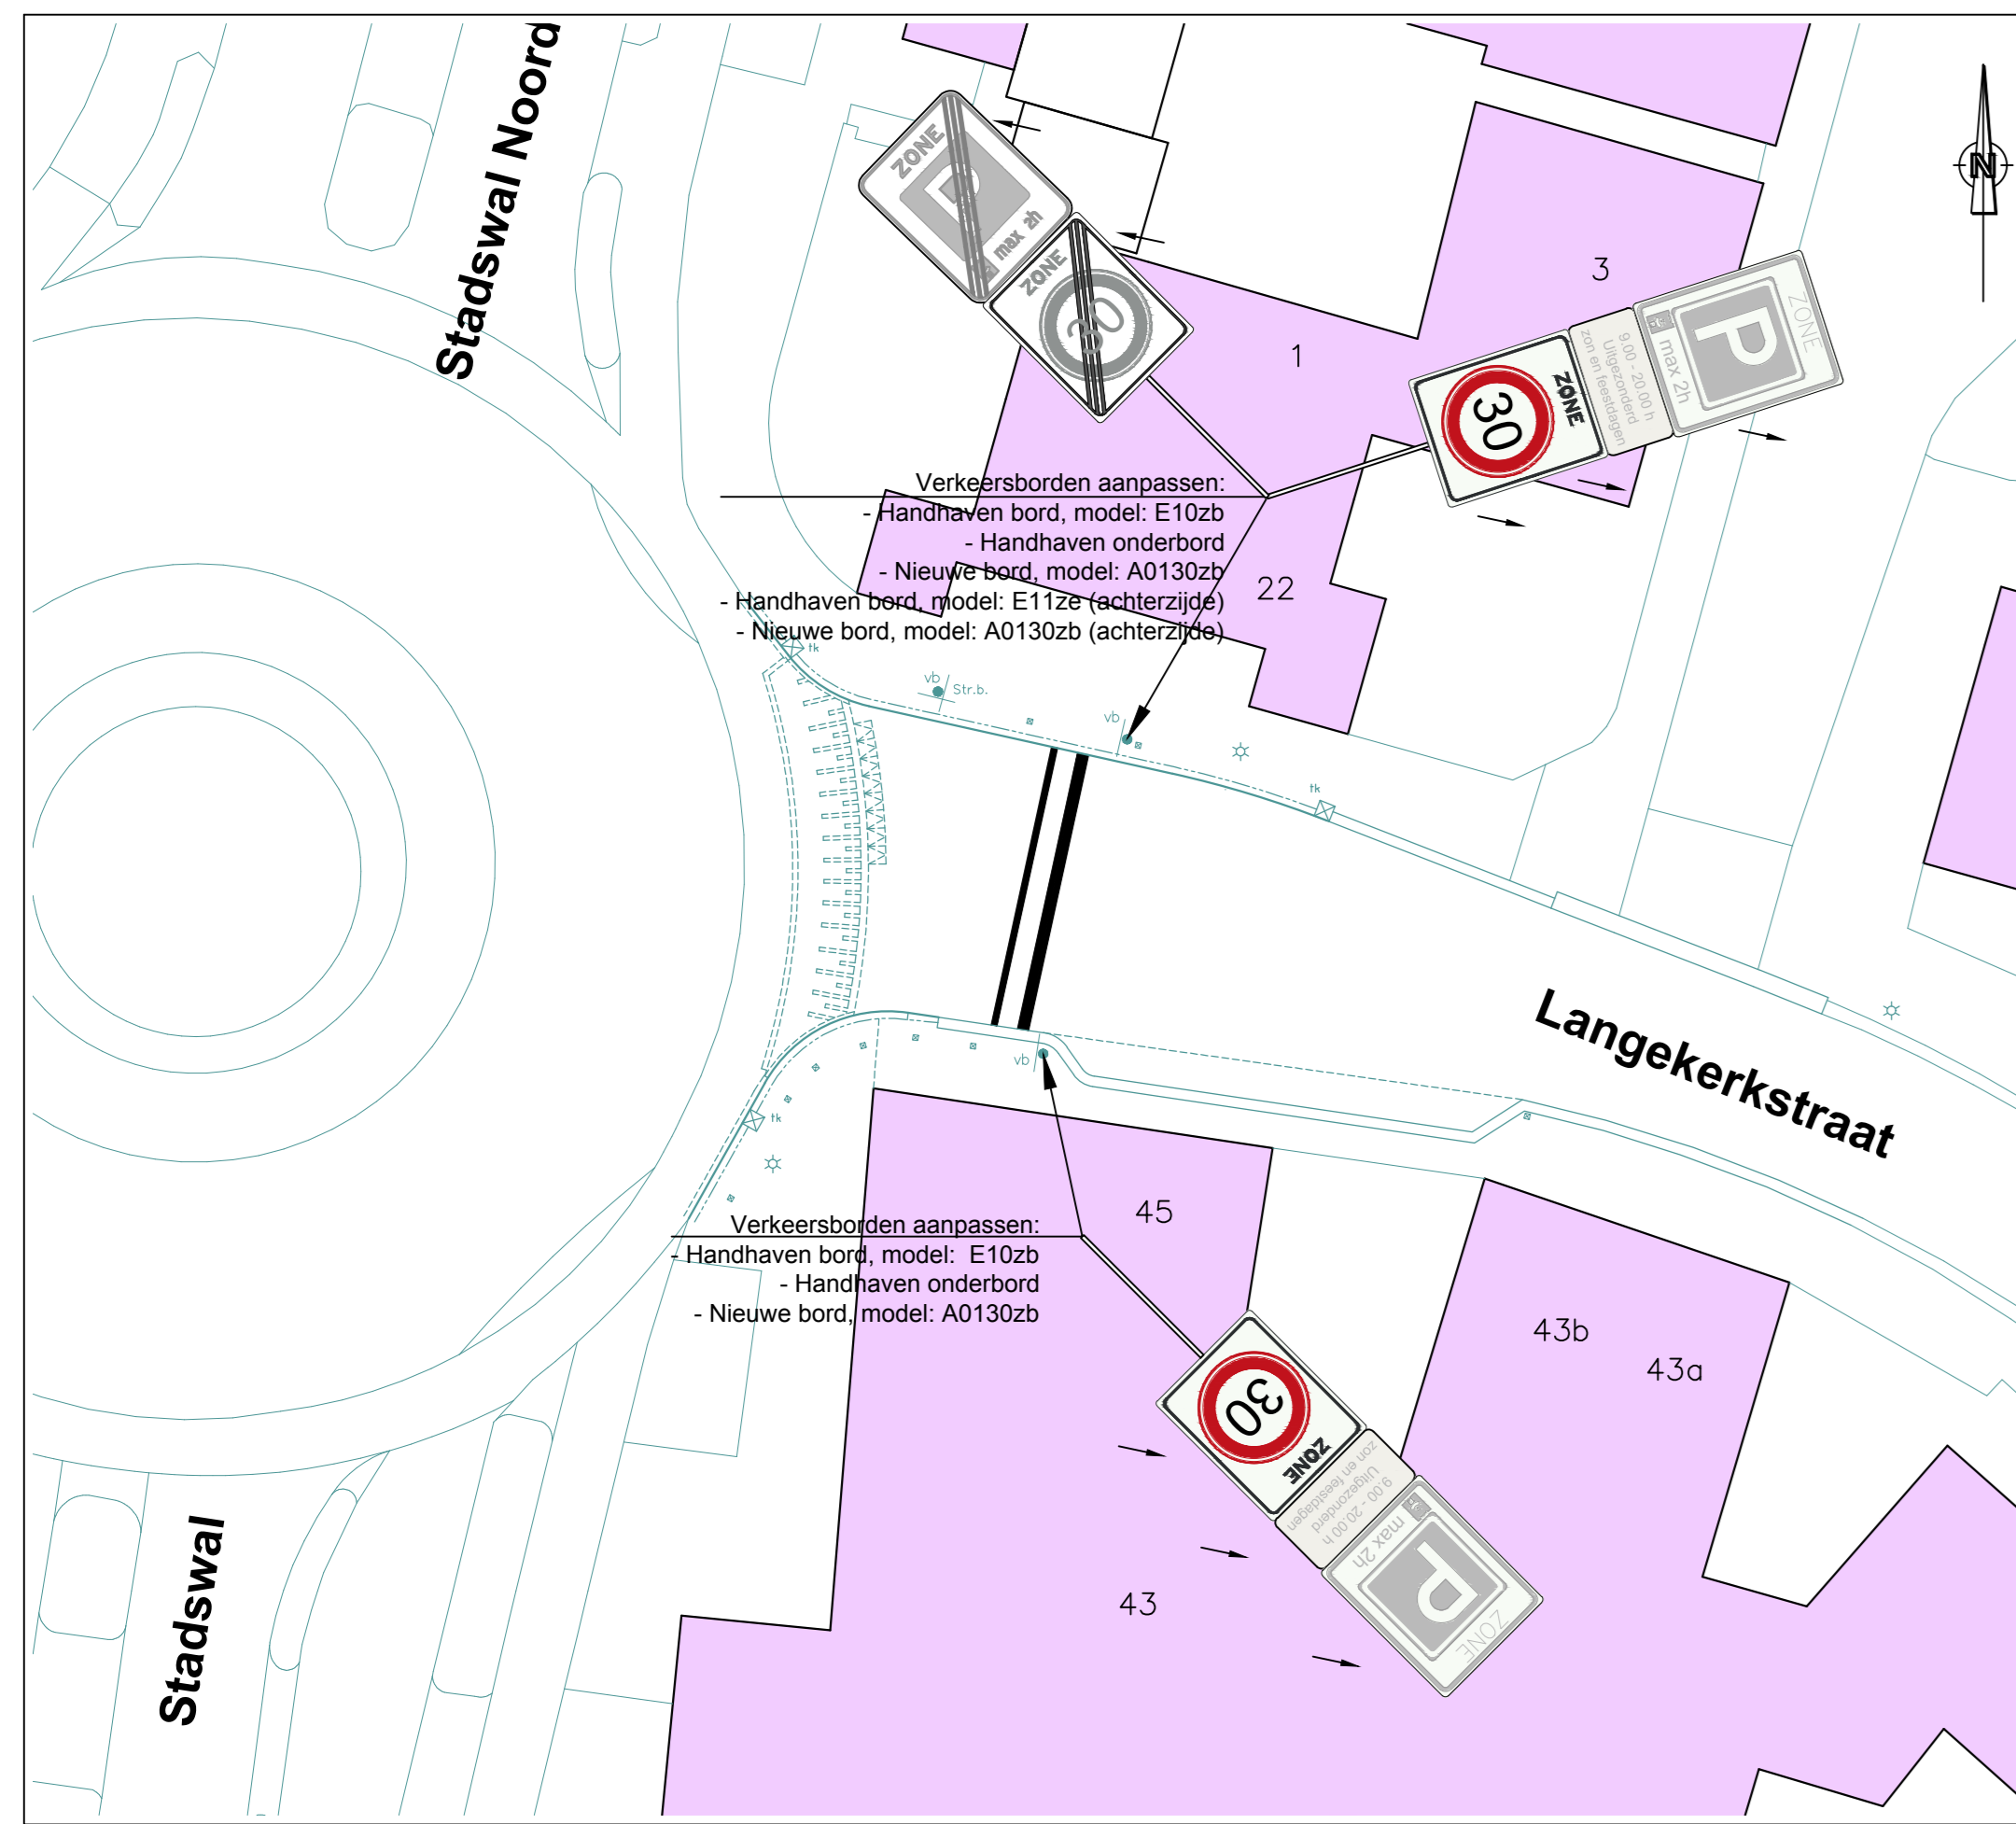 Stadswal Noord
N
ZONE
P
max 2h
ZONE
30
3
ZONE
P
max 2h
9.00 - 20.00 h
Uitgezonderd
zon en feestdagen
ZONE
30
1
Verkeersborden aanpassen:
- Handhaven bord, model: E10zb
- Handhaven onderbord
- Nieuwe bord, model: A0130zb
- Handhaven bord, model: E11ze (achterzijde)
- Nieuwe bord, model: A0130zb (achterzijde)
22
tk
vb
Str.b.
vb
tk
Langekerkstraat
vb
tk
45
Verkeersborden aanpassen:
- Handhaven bord, model: E10zb
- Handhaven onderbord
- Nieuwe bord, model: A0130zb
43b
43a
30
ZONE
9.00 - 20.00 h
Uitgezonderd
zon en feestdagen
max 2h
P
ZONE
43
Stadswal